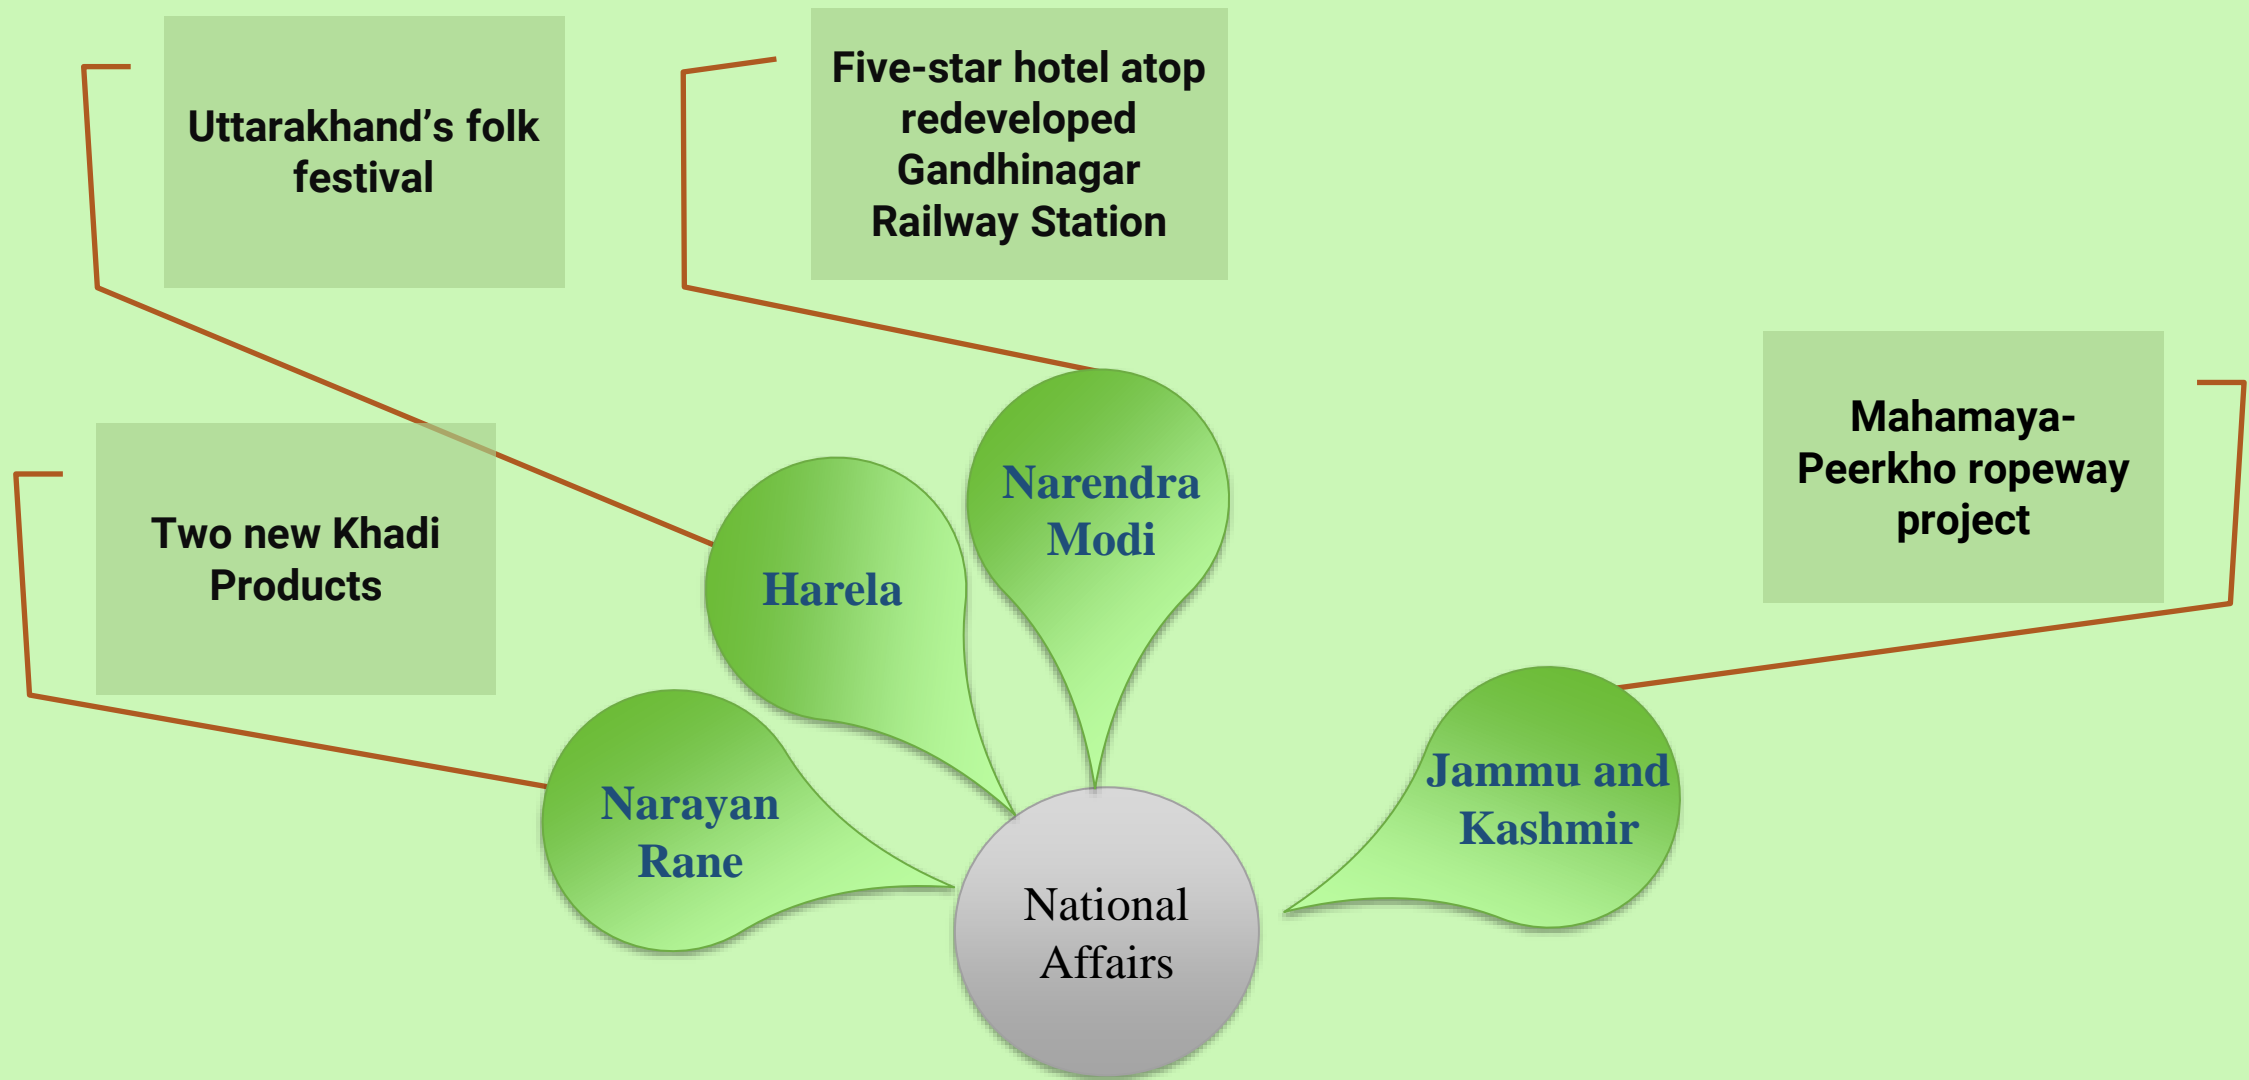 Uttarakhand’s folk
festival
Five-star hotel atop
redeveloped
Gandhinagar
Railway Station
Mahamaya-
Peerkho ropeway
project
Two new Khadi
Products
Narendra
Modi
Harela
Narayan
Rane
Jammu and
Kashmir
National
Affairs